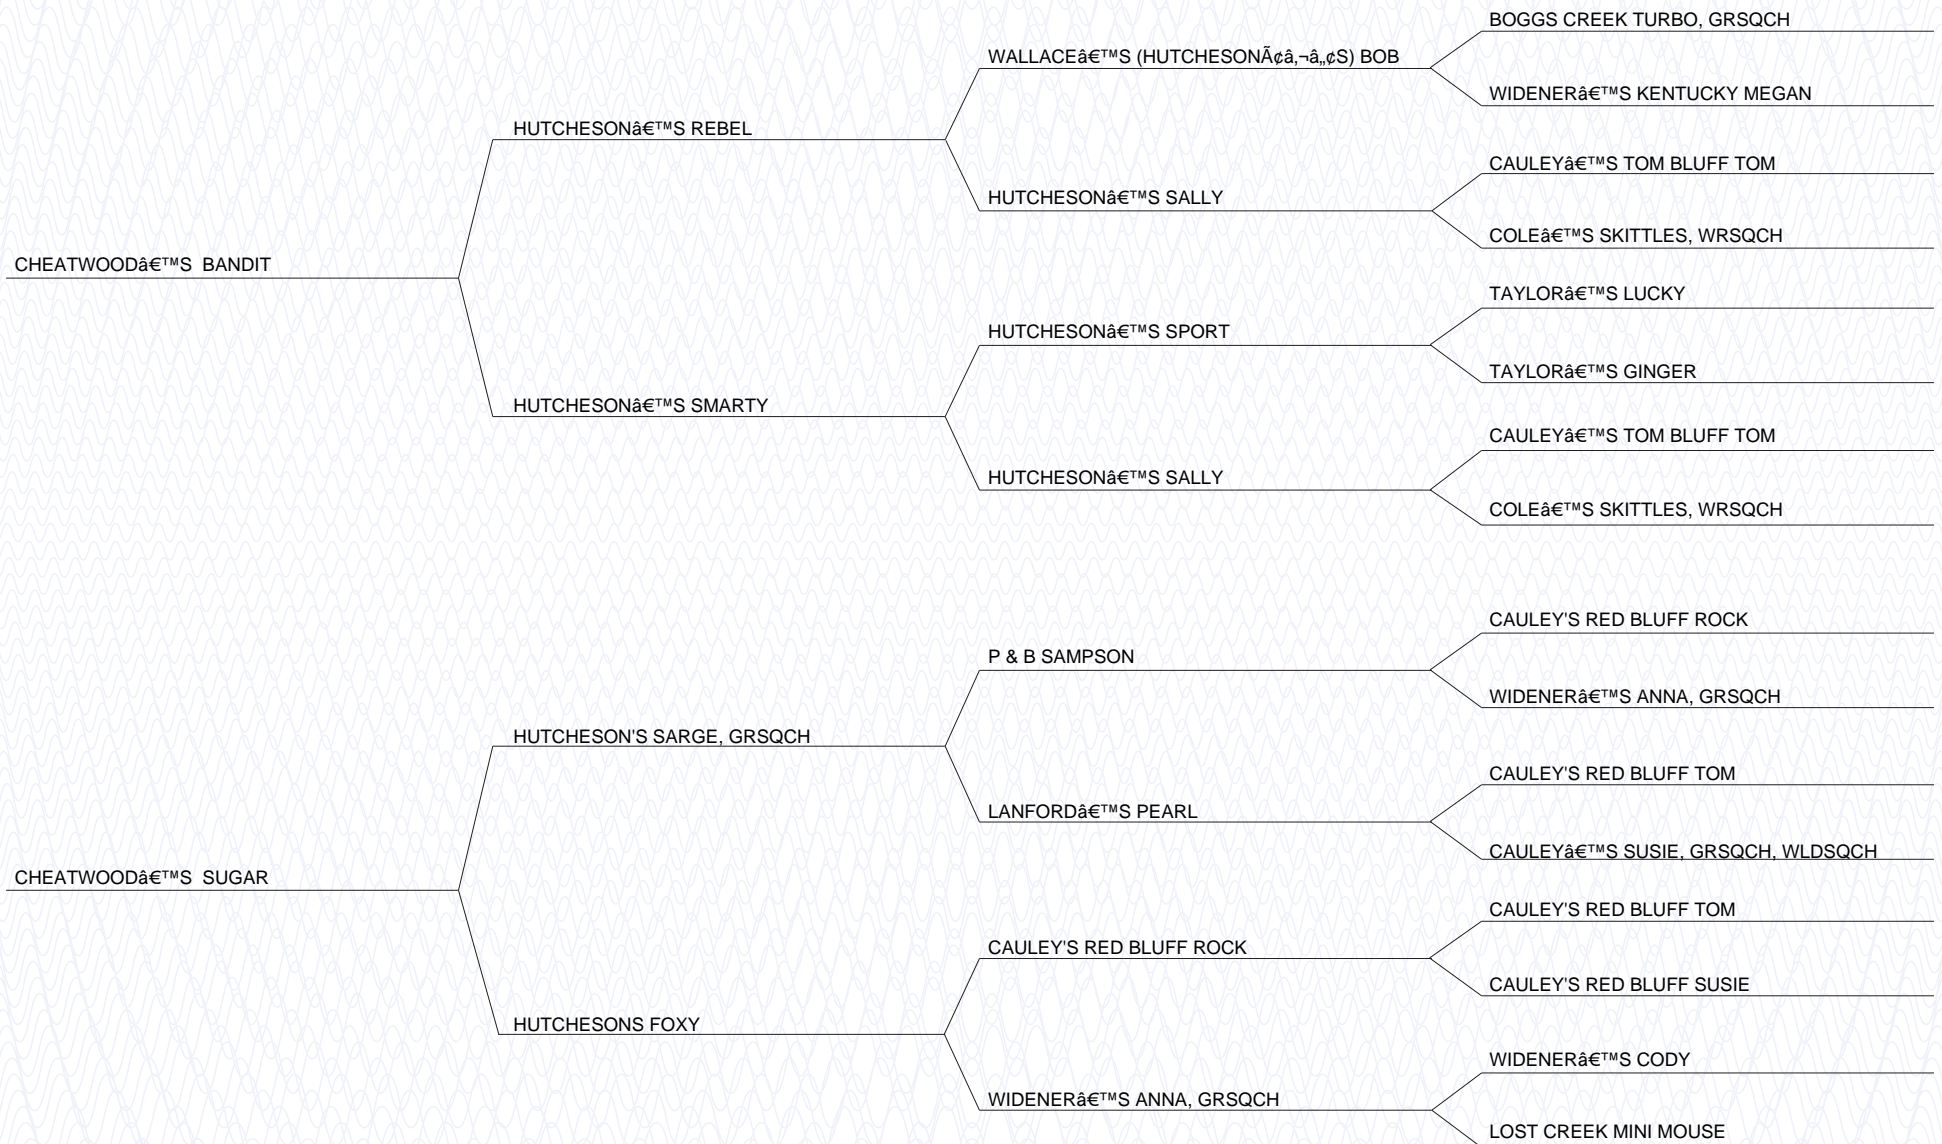 BOGGS CREEK TURBO, GRSQCH
WALLACEâ€™S (HUTCHESONÃ¢â‚¬â„¢S) BOB
WIDENERâ€™S KENTUCKY MEGAN
HUTCHESONâ€™S REBEL
CAULEYâ€™S TOM BLUFF TOM
HUTCHESONâ€™S SALLY
COLEâ€™S SKITTLES, WRSQCH
CHEATWOODâ€™S  BANDIT
TAYLORâ€™S LUCKY
HUTCHESONâ€™S SPORT
TAYLORâ€™S GINGER
HUTCHESONâ€™S SMARTY
CAULEYâ€™S TOM BLUFF TOM
HUTCHESONâ€™S SALLY
COLEâ€™S SKITTLES, WRSQCH
CAULEY'S RED BLUFF ROCK
P & B SAMPSON
WIDENERâ€™S ANNA, GRSQCH
HUTCHESON'S SARGE, GRSQCH
CAULEY'S RED BLUFF TOM
LANFORDâ€™S PEARL
CAULEYâ€™S SUSIE, GRSQCH, WLDSQCH
CHEATWOODâ€™S  SUGAR
CAULEY'S RED BLUFF TOM
CAULEY'S RED BLUFF ROCK
CAULEY'S RED BLUFF SUSIE
HUTCHESONS FOXY
WIDENERâ€™S CODY
WIDENERâ€™S ANNA, GRSQCH
LOST CREEK MINI MOUSE